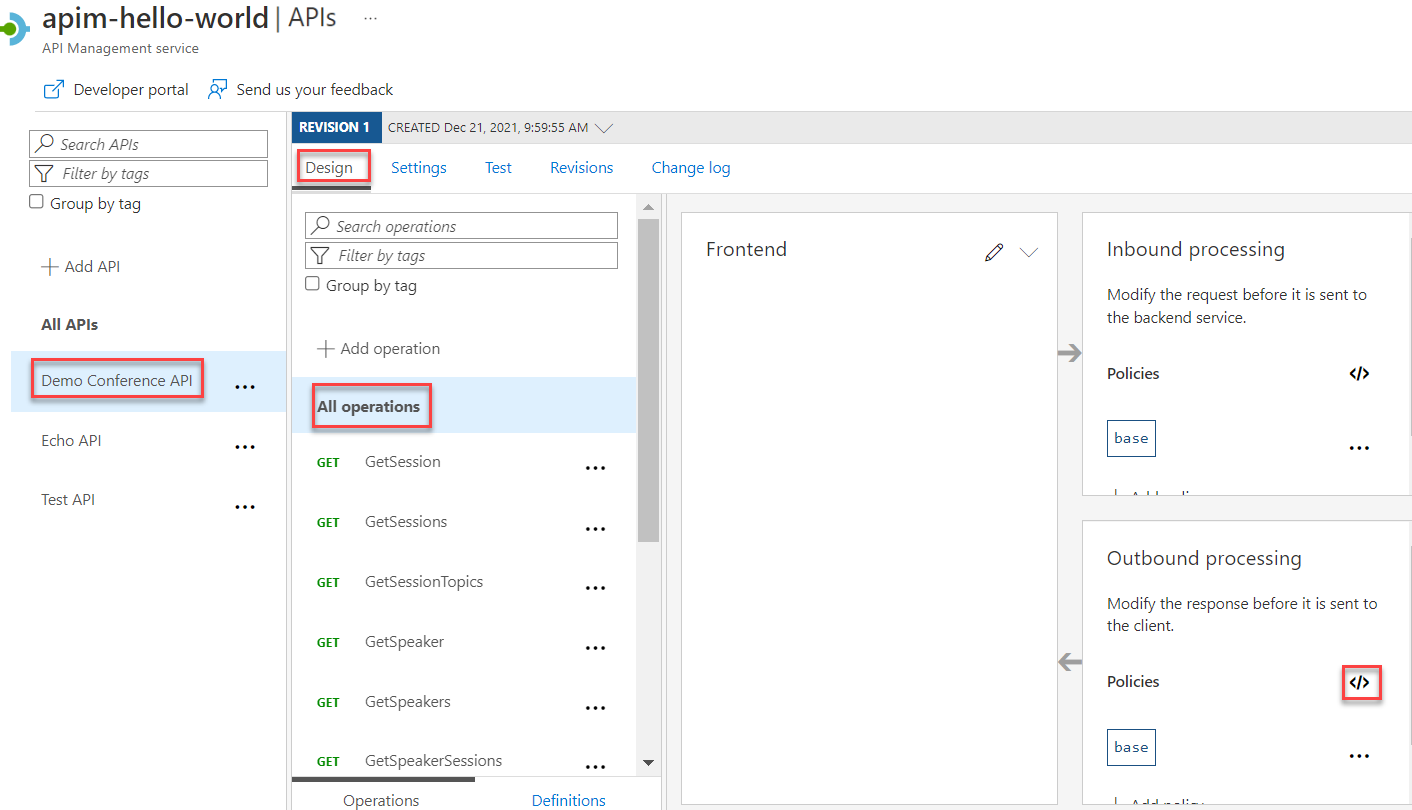 apim-hello-world | APIs ...
API Management service
Developer portal
Send us your feedback
Search APIs
Filter by tags
Group by tag
Add API
All APIs
Demo Conference API
Echo API
Test API
REVISION 1
CREATED Dec 21, 2021, 9:59:55 AM
Design
Settings
Test
Revisions
Change log
Search operations
Filter by tags
Group by tag
Add operation
All operations
GET GetSession
GET GetSessions
GET GetSessionTopics
GET GetSpeaker
GET GetSpeakers
GET GetSpeakerSessions
Operations
Definitions
Frontend
Inbound processing
Modify the request before it is sent to
the backend service.
Policies </>
base
Outbound processing
Modify the response before it is sent to
the client.
Policies </>
base